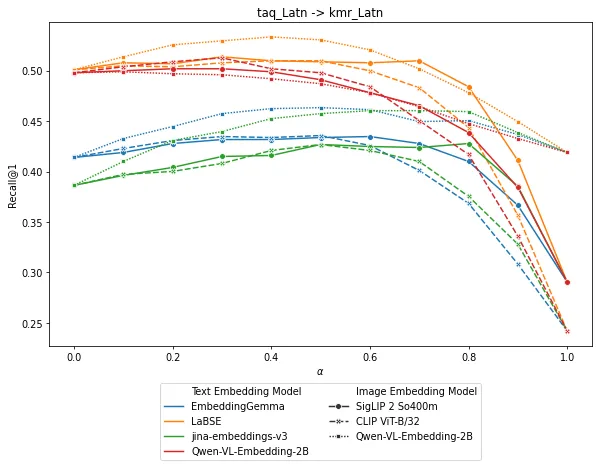 taq_Latn -> kmr_Latn
Recall@1
0.50
0.45
0.40
0.35
0.30
0.25
0.0
0.2
0.4
0.6
0.8
1.0
α
Text Embedding Model
EmbeddingGemma
LaBSE
jina-embeddings-v3
Qwen-VL-Embedding-2B
Image Embedding Model
SigLIP 2 So400m
CLIP ViT-B/32
Qwen-VL-Embedding-2B